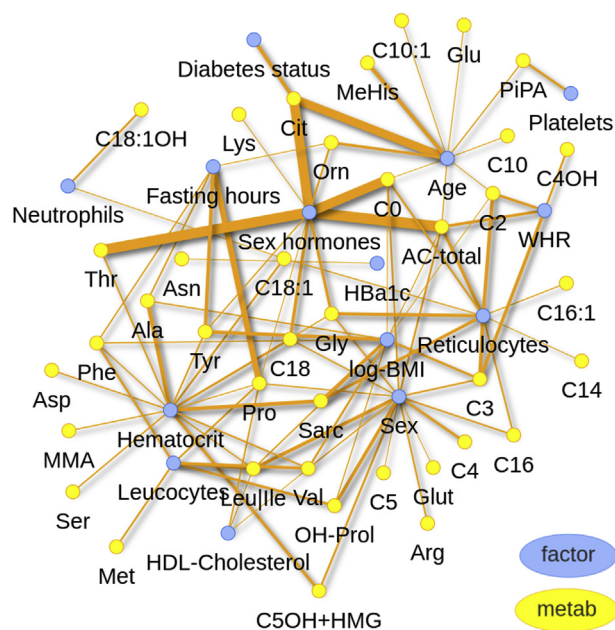 C10:1
Glu
Diabetes status
MeHis
PiPA
Platelets
C18:1OH
Lys
Cit
Orn
Age
C10
C4OH
Neutrophils
Fasting hours
C0
C2
WHR
Sex hormones
AC-total
Thr
Asn
C18:1
HBa1c
C16:1
Ala
Tyr
Gly
Reticulocytes
Phe
C18
log-BMI
C14
Asp
Pro
C3
Hematocrit
Sarc
Sex
MMA
C16
Leucocytes
Leu|Ile
Val
C5
Glut
C4
Ser
OH-Prol
Arg
Met
HDL-Cholesterol
factor
C5OH+HMG
metab